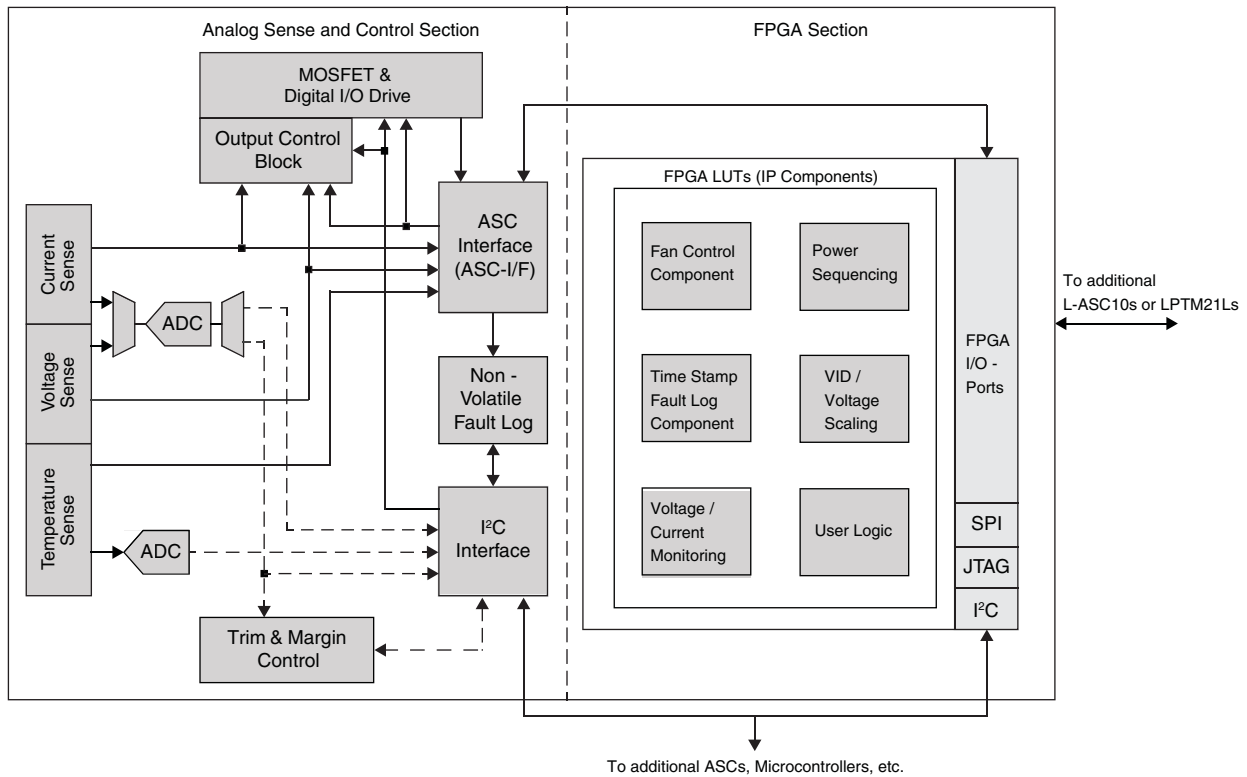 Analog Sense and Control Section
FPGA Section
MOSFET &
Digital I/O Drive
Output Control
Block
ASC
Interface
(ASC-I/F)
Current
Sense
Voltage
Sense
Temperature
Sense
ADC
ADC
Non -
Volatile
Fault Log
I²C
Interface
Trim & Margin
Control
FPGA LUTs (IP Components)
Fan Control
Component
Power
Sequencing
Time Stamp
Fault Log
Component
VID /
Voltage
Scaling
Voltage /
Current
Monitoring
User Logic
FPGA
I/O -
Ports
SPI
JTAG
I²C
To additional
L-ASC10s or LPTM21Ls
To additional ASCs, Microcontrollers, etc.